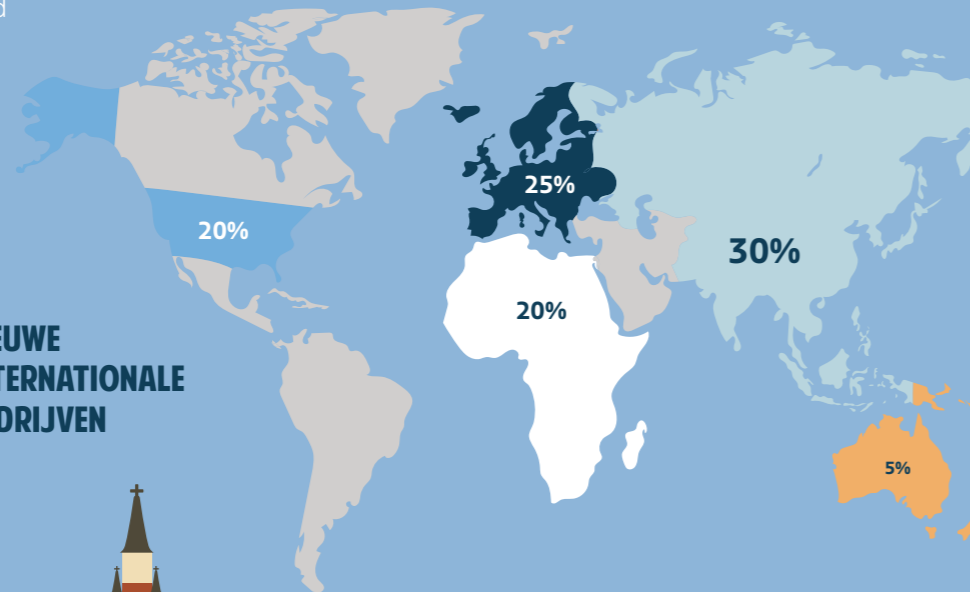 d
25%
20%
30%
20%
EUWE
TERNATIONALE
DRIJVEN
5%